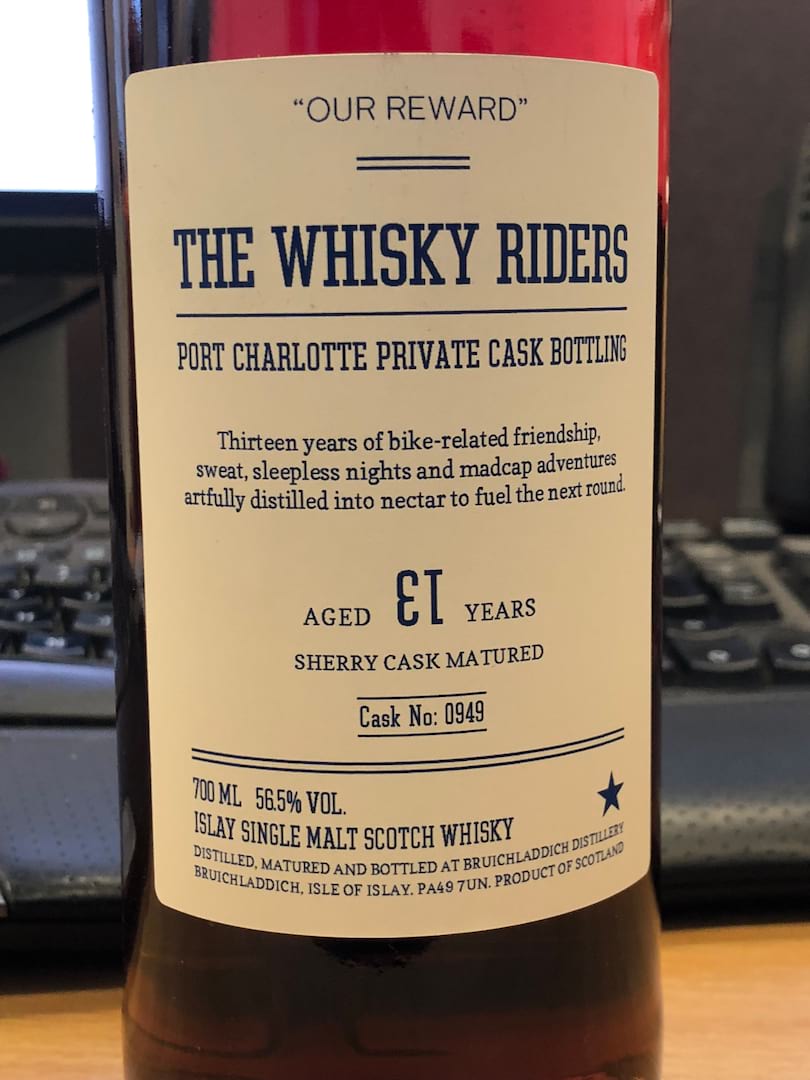 “OUR REWARD”
THE WHISKY RIDERS
PORT CHARLOTTE PRIVATE CASK BOTTLING
Thirteen years of bike-related friendship,
sweat, sleepless nights and madcap adventures
artfully distilled into nectar to fuel the next round.
AGED 13 YEARS
SHERRY CASK MATURED
Cask No: 0949
700 ML 56.5% VOL.
ISLAY SINGLE MALT SCOTCH WHISKY
DISTILLED, MATURED AND BOTTLED AT BRUICHLADDICH DISTILLERY
BRUICHLADDICH, ISLE OF ISLAY. PA49 7UN. PRODUCT OF SCOTLAND